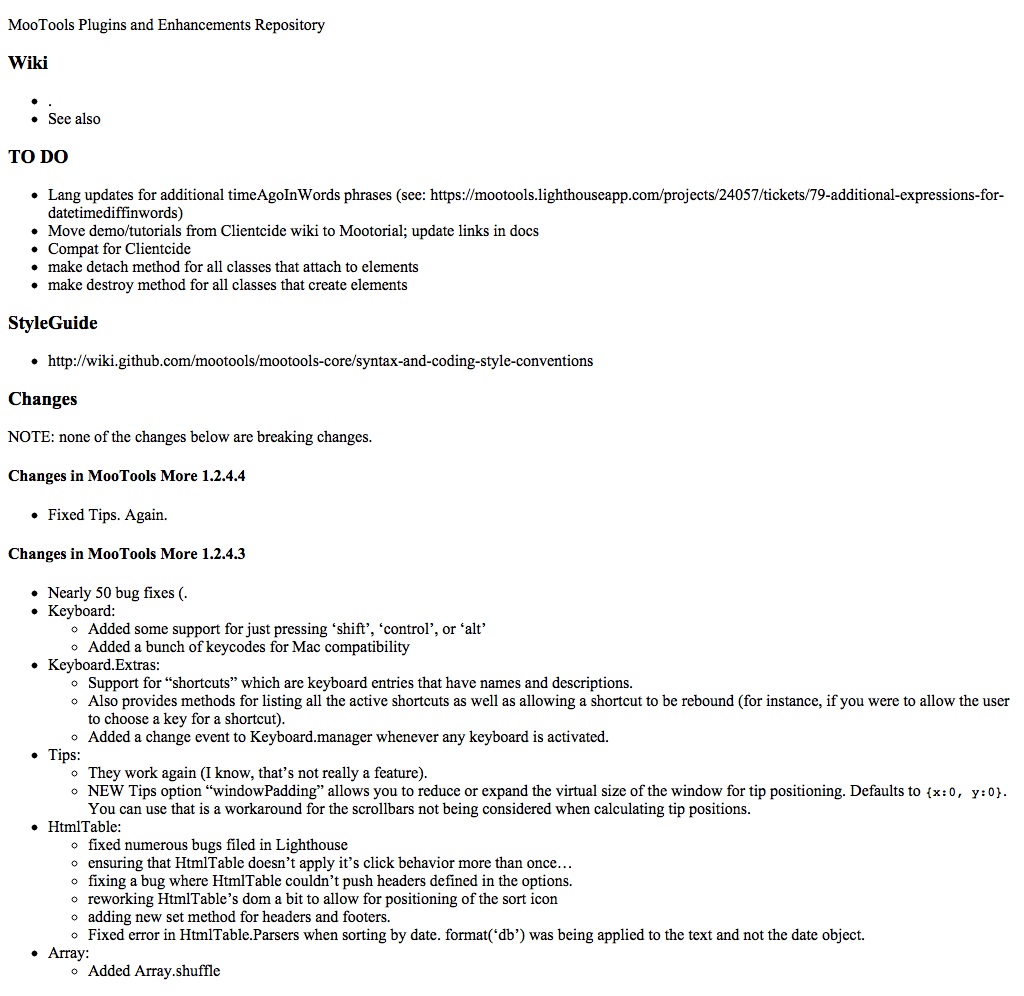 MooTools Plugins and Enhancements Repository
Wiki
• .
• See also
TO DO
• Lang updates for additional timeAgoInWords phrases (see: https://mootools.lighthouseapp.com/projects/24057/tickets/79-additional-expressions-for-
datetimediffinwords)
• Move demo/tutorials from Clientcide wiki to Mootorial; update links in docs
• Compat for Clientcide
• make detach method for all classes that attach to elements
• make destroy method for all classes that create elements
StyleGuide
• http://wiki.github.com/mootools/mootools-core/syntax-and-coding-style-conventions
Changes
NOTE: none of the changes below are breaking changes.
Changes in MooTools More 1.2.4.4
• Fixed Tips. Again.
Changes in MooTools More 1.2.4.3
• Nearly 50 bug fixes (.
• Keyboard:
◦ Added some support for just pressing ‘shift’, ‘control’, or ‘alt’
◦ Added a bunch of keycodes for Mac compatibility
• Keyboard.Extras:
◦ Support for “shortcuts” which are keyboard entries that have names and descriptions.
◦ Also provides methods for listing all the active shortcuts as well as allowing a shortcut to be rebound (for instance, if you were to allow the user
to choose a key for a shortcut).
◦ Added a change event to Keyboard.manager whenever any keyboard is activated.
• Tips:
◦ They work again (I know, that’s not really a feature).
◦ NEW Tips option “windowPadding” allows you to reduce or expand the virtual size of the window for tip positioning. Defaults to {x:0, y:0}.
You can use that is a workaround for the scrollbars not being considered when calculating tip positions.
• HtmlTable:
◦ fixed numerous bugs filed in Lighthouse
◦ ensuring that HtmlTable doesn’t apply it’s click behavior more than once…
◦ fixing a bug where HtmlTable couldn’t push headers defined in the options.
◦ reworking HtmlTable’s dom a bit to allow for positioning of the sort icon
◦ adding new set method for headers and footers.
◦ Fixed error in HtmlTable.Parsers when sorting by date. format(‘db’) was being applied to the text and not the date object.
• Array:
◦ Added Array.shuffle